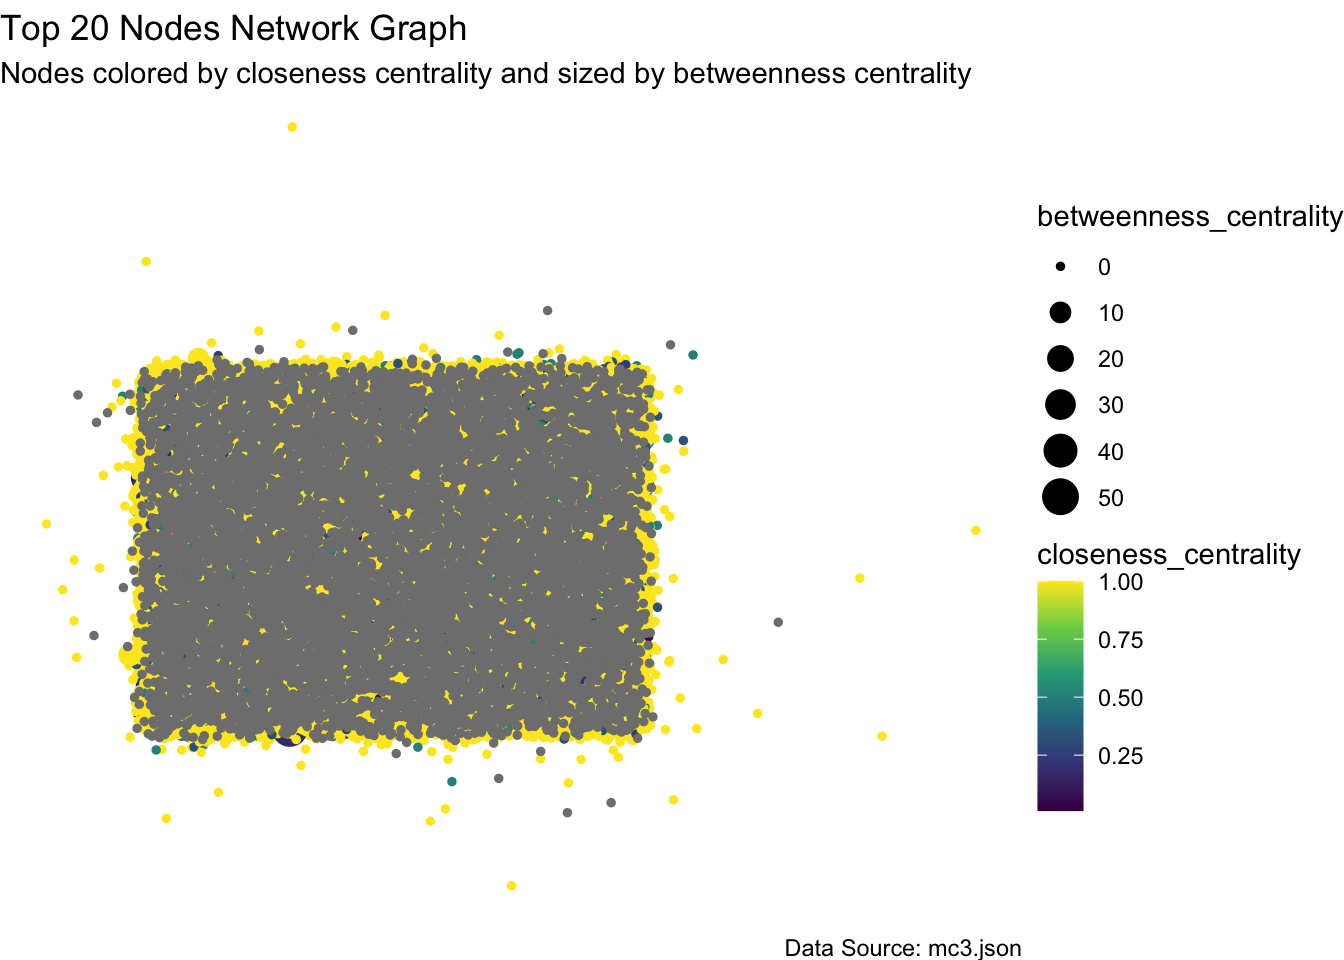 Top 20 Nodes Network Graph
Nodes colored by closeness centrality and sized by betweenness centrality
betweenness_centrality
0
10
20
30
40
50
closeness_centrality
1.00
0.75
0.50
0.25
Data Source: mc3.json